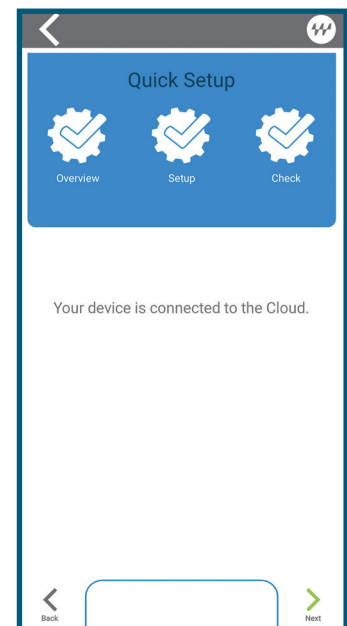 Quick Setup
Overview Setup Check
Your device is connected to the Cloud.
Back Next